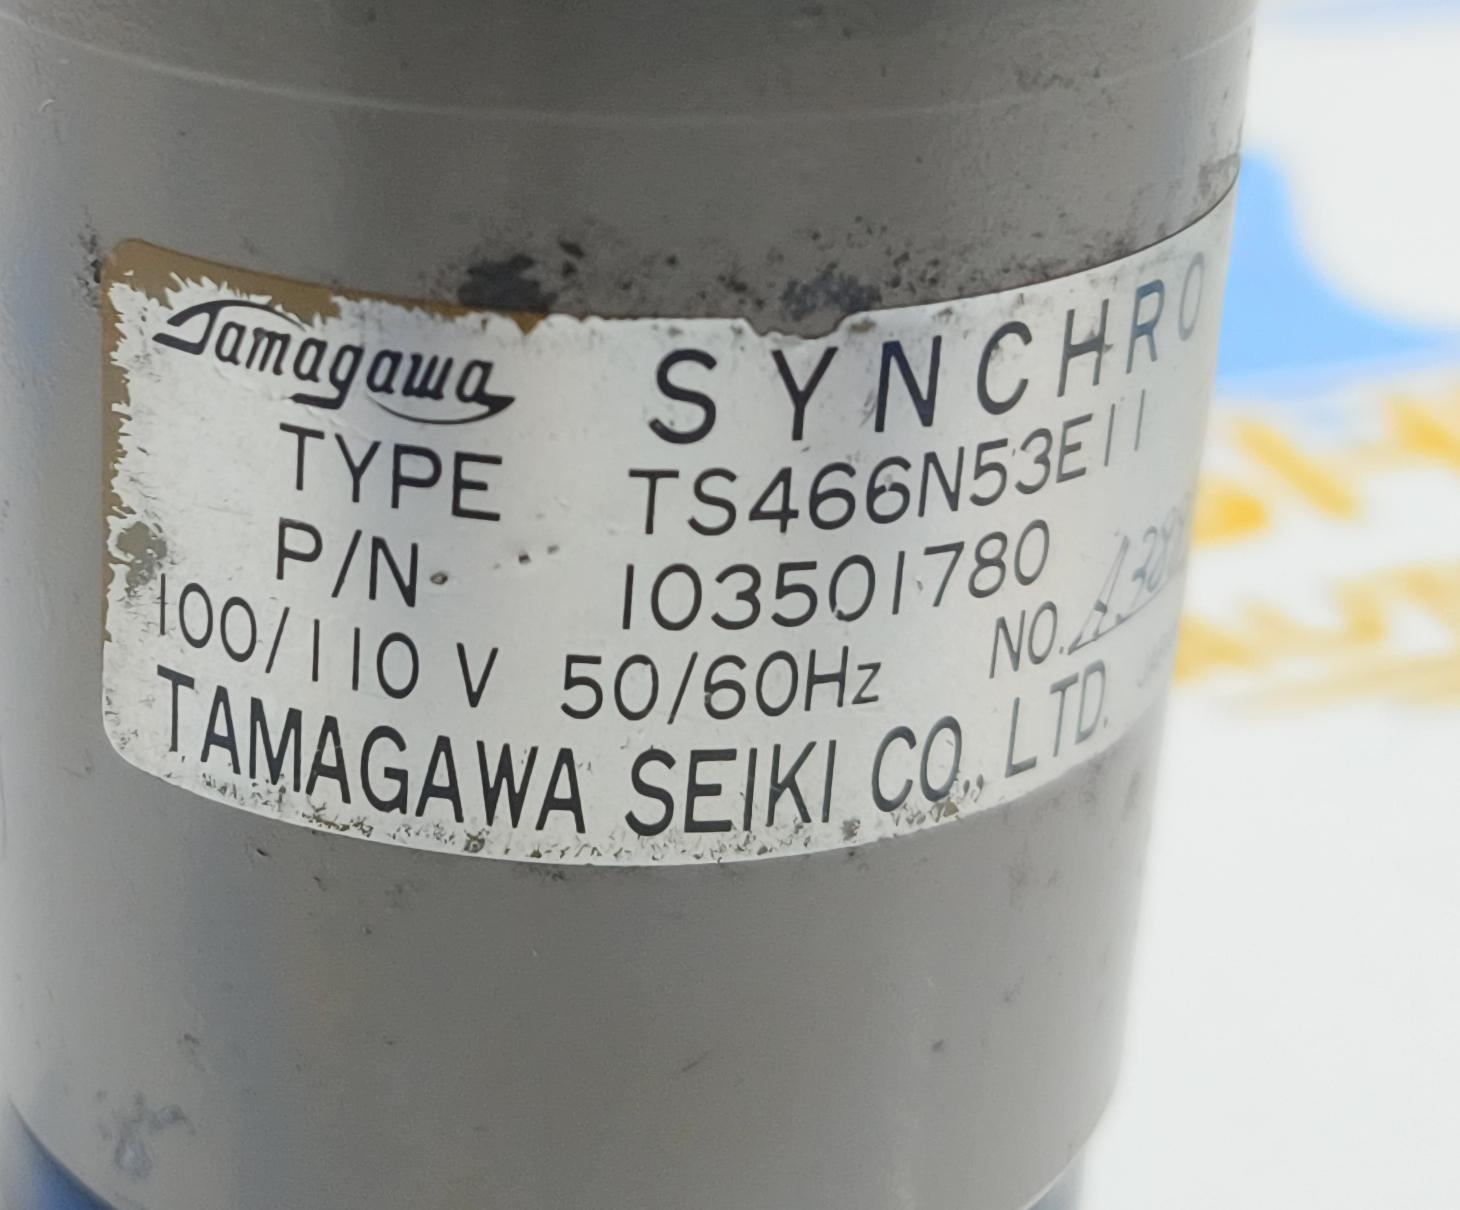 Tamagawa SYNCHRO
TYPE TS466N53E11
P/N. 103501780
100/110 V 50/60Hz NO.
TAMAGAWA SEIKI CO., LTD.